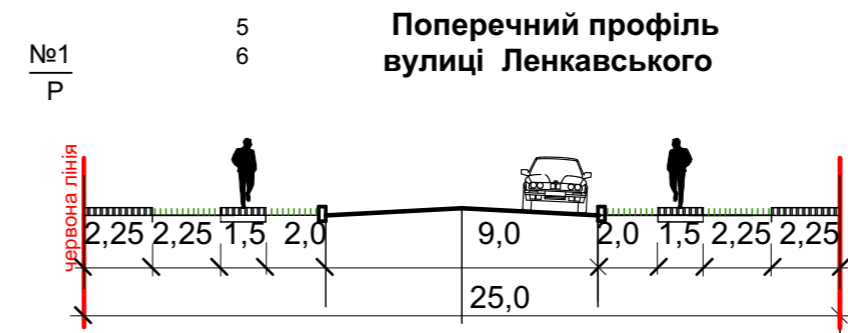 5
6
Поперечний профіль
вулиці Ленкавського
№1
Р
червона лінія
2,25 2,25 1,5 2,0 9,0 2,0 1,5 2,25 2,25
25,0